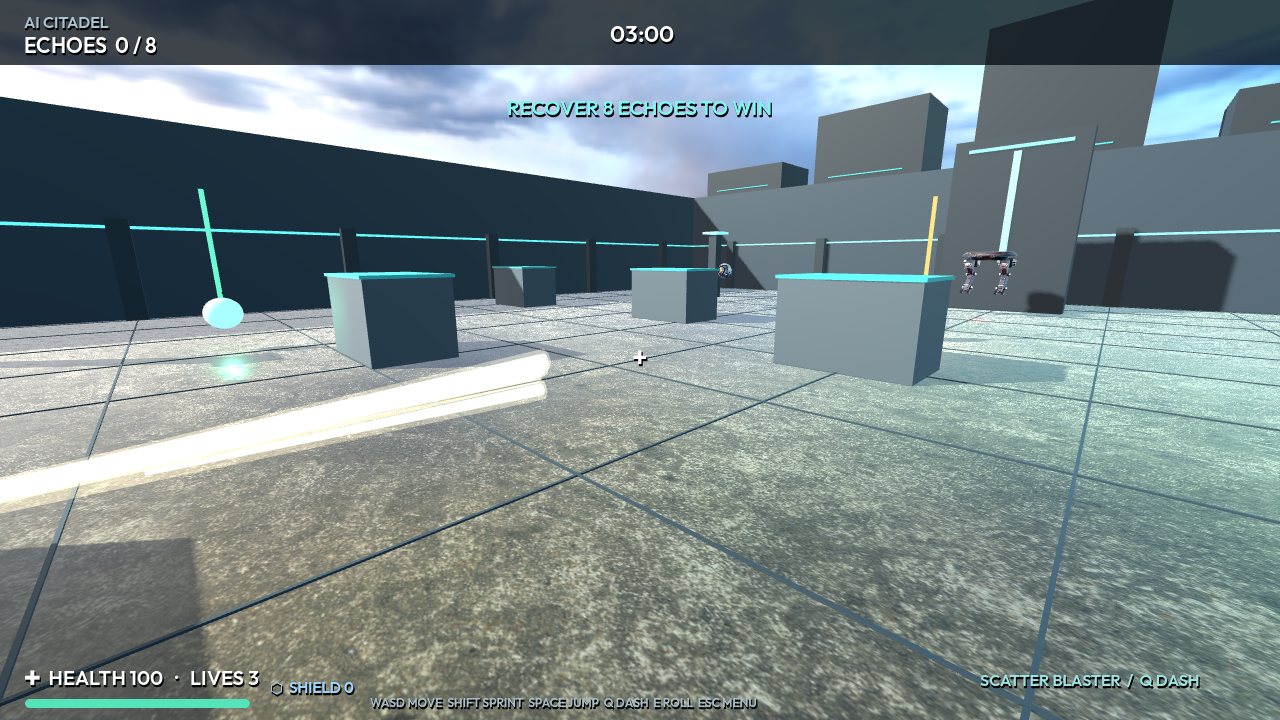 AI CITADEL
ECHOES 0 / 8
03:00
RECOVER 8 ECHOES TO WIN
HEALTH 100 · LIVES 3
SHIELD 0
WASD MOVE SHIFT SPRINT SPACE JUMP Q DASH E ROLL ESC MENU
SCATTER BLASTER / Q DASH